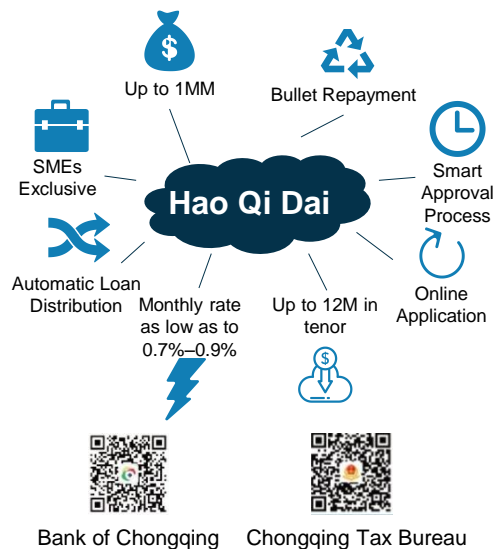 Up to 1MM
Bullet Repayment
SMEs
Exclusive
Hao Qi Dai
Smart
Approval
Process
Automatic Loan
Distribution
Monthly rate
as low as to
0.7%–0.9%
Up to 12M in
tenor
Online
Application
Bank of Chongqing
Chongqing Tax Bureau